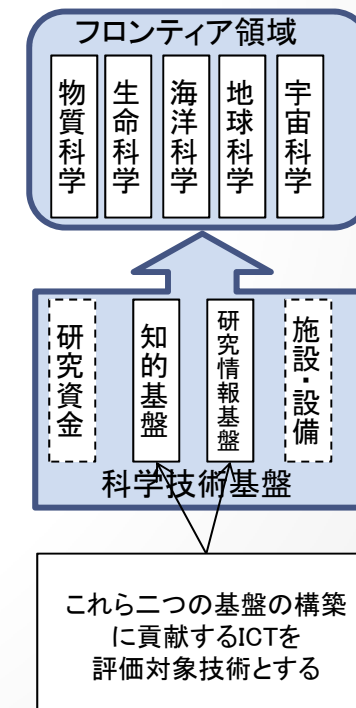 フロンティア領域
物質科学
生命科学
海洋科学
地球科学
宇宙科学
研究資金
知的基盤
研究情報基盤
施設・設備
科学技術基盤
これら二つの基盤の構築
に貢献するICTを
評価対象技術とする